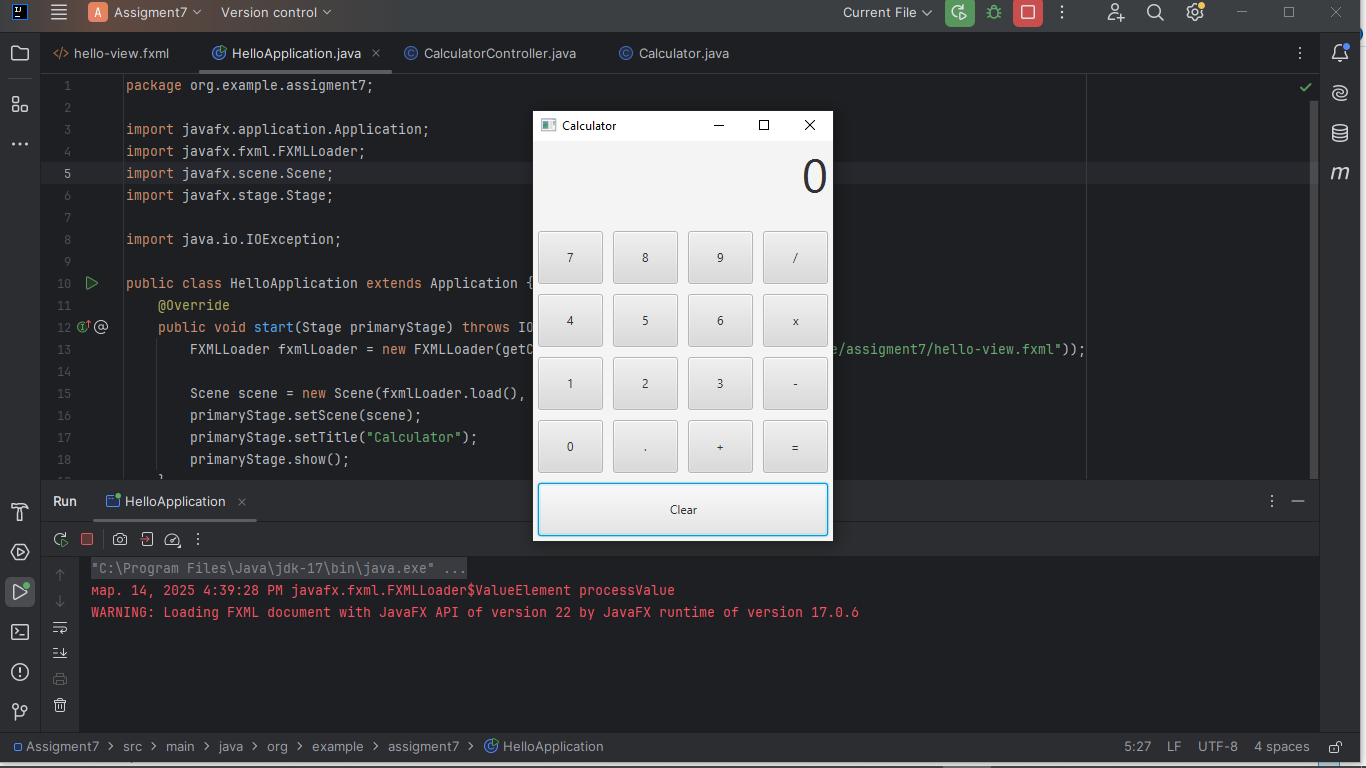 A Assigment7 Version control Current File
hello-view.fxml HelloApplication.java CalculatorController.java Calculator.java
1 package org.example.assigment7;
2
3 import javafx.application.Application;
4 import javafx.fxml.FXMLLoader;
5 import javafx.scene.Scene;
6 import javafx.stage.Stage;
7
8 import java.io.IOException;
9
10 public class HelloApplication extends Application {
11 @Override
12 public void start(Stage primaryStage) throws IO
13 FXMLLoader fxmlLoader = new FXMLLoader(getC e/assigment7/hello-view.fxml"));
14
15 Scene scene = new Scene(fxmlLoader.load(),
16 primaryStage.setScene(scene);
17 primaryStage.setTitle("Calculator");
18 primaryStage.show();
}
Calculator
0
7 8 9 /
4 5 6 x
1 2 3 -
0 . + =
Clear
Run HelloApplication
"C:\Program Files\Java\jdk-17\bin\java.exe" ...
мар. 14, 2025 4:39:28 PM javafx.fxml.FXMLLoader$ValueElement processValue
WARNING: Loading FXML document with JavaFX API of version 22 by JavaFX runtime of version 17.0.6
Assigment7 > src > main > java > org > example > assigment7 > HelloApplication 5:27 LF UTF-8 4 spaces